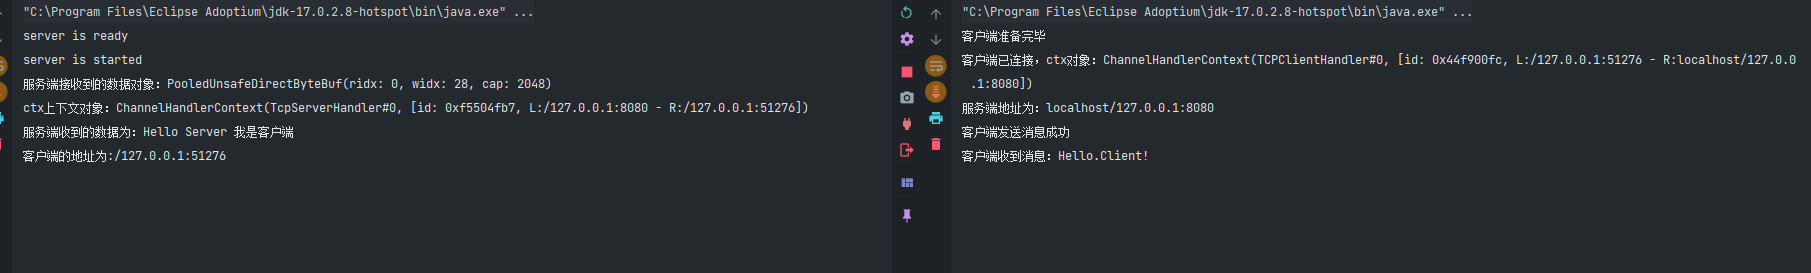 "C:\Program Files\Eclipse Adoptium\jdk-17.0.2.8-hotspot\bin\java.exe" ...
server is ready
server is started
服务端接收到的数据对象：PooledUnsafeDirectByteBuf(ridx: 0, widx: 28, cap: 2048)
ctx上下文对象：ChannelHandlerContext(TcpServerHandler#0, [id: 0xf5504fb7, L:/127.0.0.1:8080 - R:/127.0.0.1:51276])
服务端收到的数据为：Hello Server 我是客户端
客户端的地址为:/127.0.0.1:51276
"C:\Program Files\Eclipse Adoptium\jdk-17.0.2.8-hotspot\bin\java.exe" ...
客户端准备完毕
客户端已连接，ctx对象：ChannelHandlerContext(TCPClientHandler#0, [id: 0x44f900fc, L:/127.0.0.1:51276 - R:localhost/127.0.0
.1:8080])
服务端地址为：localhost/127.0.0.1:8080
客户端发送消息成功
客户端收到消息：Hello.Client!